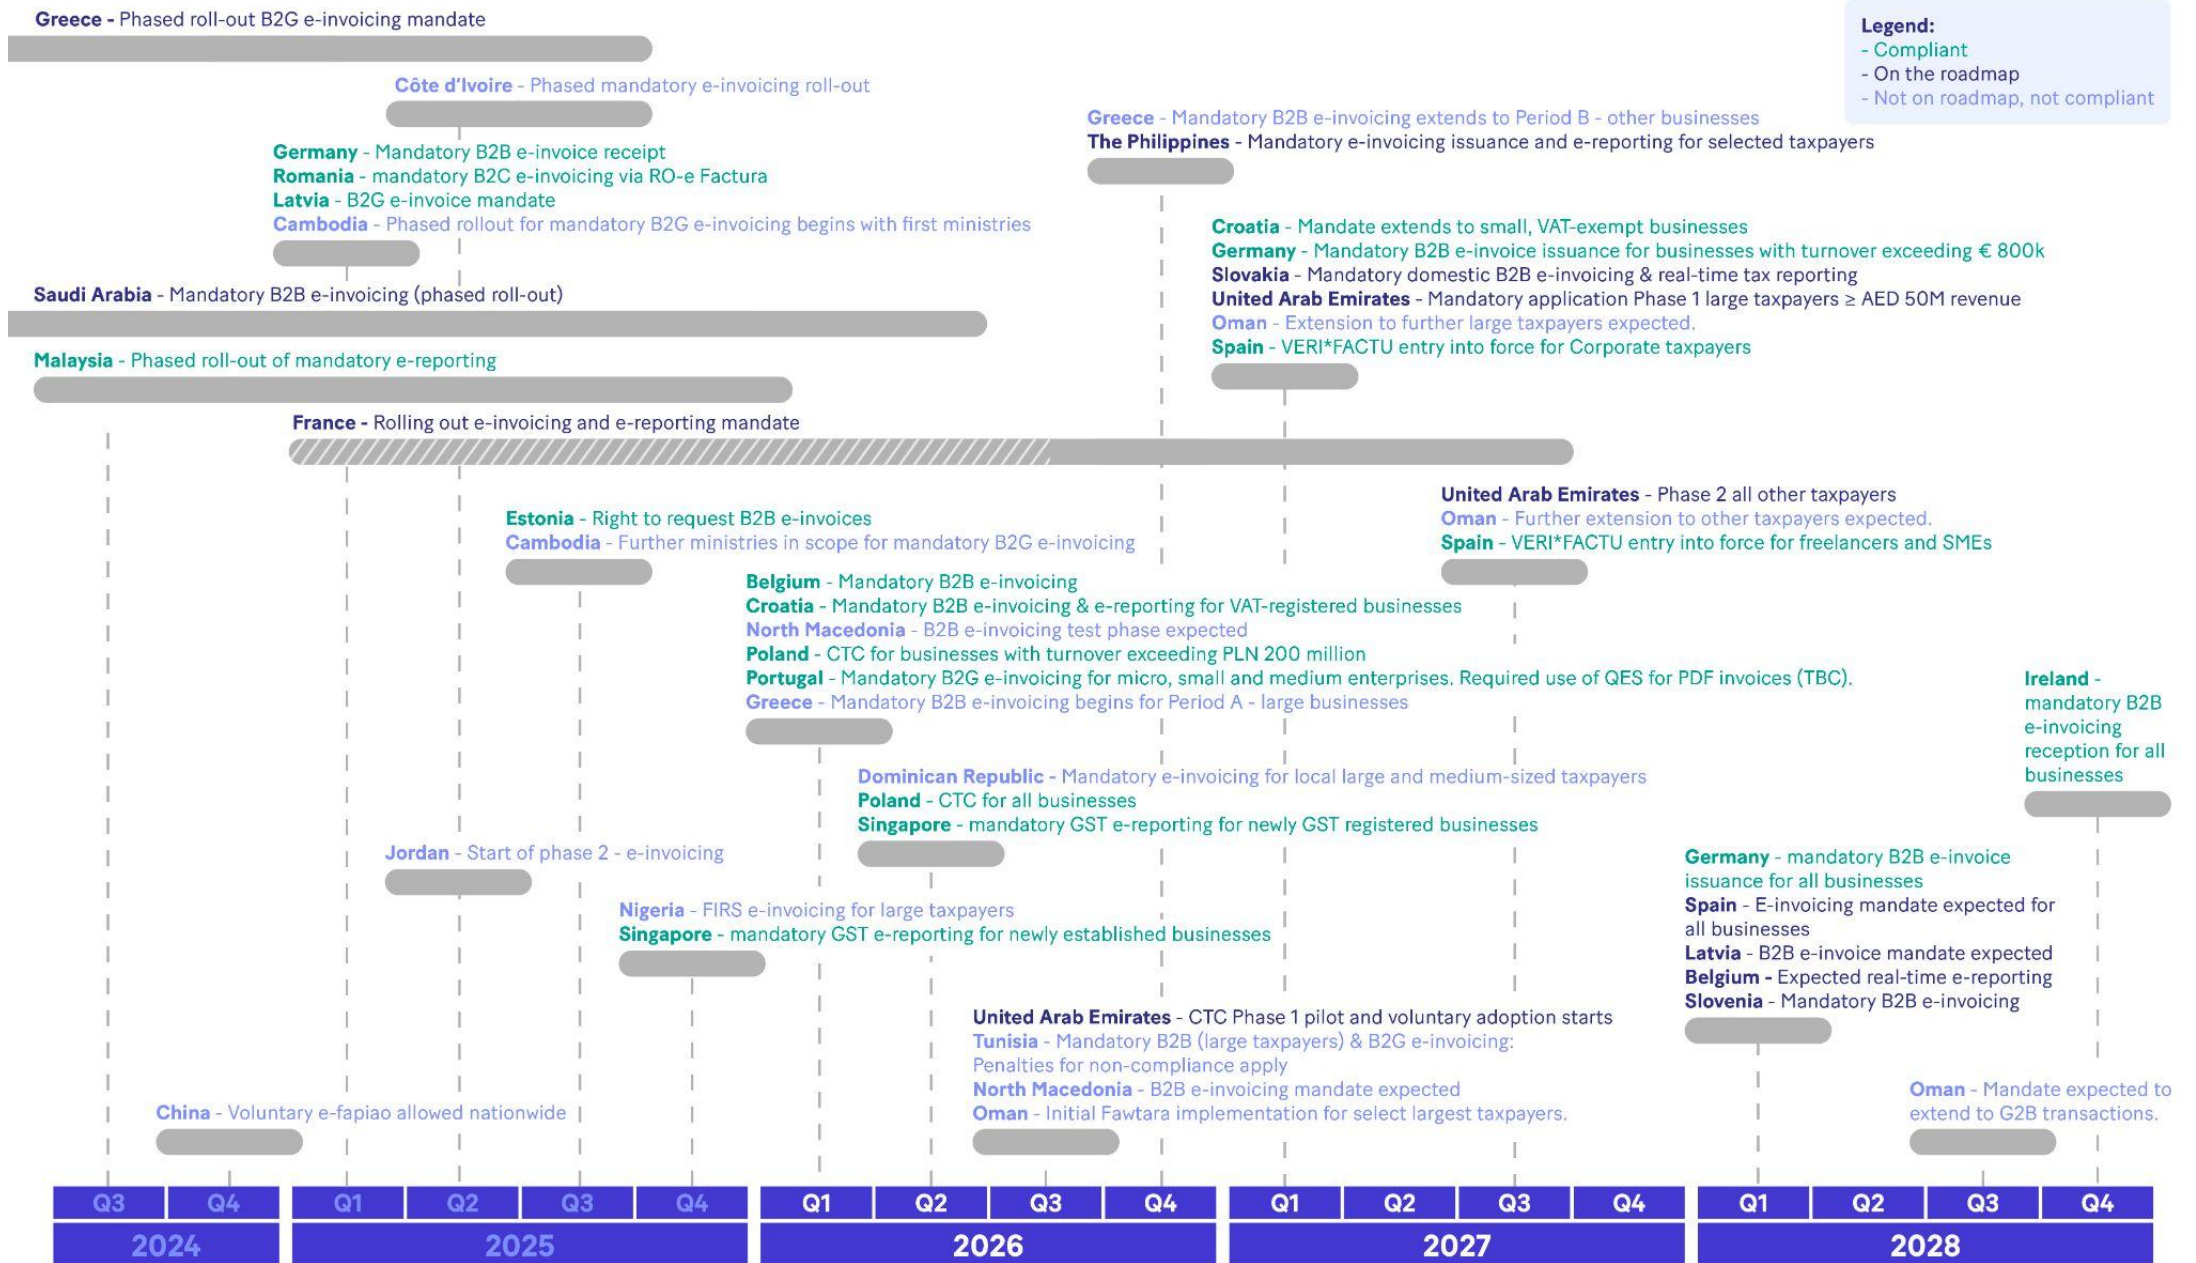 Greece - Phased roll-out B2G e-invoicing mandate
Legend:
- Compliant
- On the roadmap
- Not on roadmap, not compliant
Côte d'Ivoire - Phased mandatory e-invoicing roll-out
Greece - Mandatory B2B e-invoicing extends to Period B - other businesses
The Philippines - Mandatory e-invoicing issuance and e-reporting for selected taxpayers
Germany - Mandatory B2B e-invoice receipt
Romania - mandatory B2C e-invoicing via RO-e Factura
Latvia - B2G e-invoice mandate
Cambodia - Phased rollout for mandatory B2G e-invoicing begins with first ministries
Croatia - Mandate extends to small, VAT-exempt businesses
Germany - Mandatory B2B e-invoice issuance for businesses with turnover exceeding € 800k
Slovakia - Mandatory domestic B2B e-invoicing & real-time tax reporting
United Arab Emirates - Mandatory application Phase 1 large taxpayers ≥ AED 50M revenue
Oman - Extension to further large taxpayers expected.
Spain - VERI*FACTU entry into force for Corporate taxpayers
Saudi Arabia - Mandatory B2B e-invoicing (phased roll-out)
Malaysia - Phased roll-out of mandatory e-reporting
France - Rolling out e-invoicing and e-reporting mandate
United Arab Emirates - Phase 2 all other taxpayers
Oman - Further extension to other taxpayers expected.
Spain - VERI*FACTU entry into force for freelancers and SMEs
Estonia - Right to request B2B e-invoices
Cambodia - Further ministries in scope for mandatory B2G e-invoicing
Belgium - Mandatory B2B e-invoicing
Croatia - Mandatory B2B e-invoicing & e-reporting for VAT-registered businesses
North Macedonia - B2B e-invoicing test phase expected
Poland - CTC for businesses with turnover exceeding PLN 200 million
Portugal - Mandatory B2G e-invoicing for micro, small and medium enterprises. Required use of QES for PDF invoices (TBC).
Greece - Mandatory B2B e-invoicing begins for Period A - large businesses
Ireland -
mandatory B2B
e-invoicing
reception for all
businesses
Dominican Republic - Mandatory e-invoicing for local large and medium-sized taxpayers
Poland - CTC for all businesses
Singapore - mandatory GST e-reporting for newly GST registered businesses
Jordan - Start of phase 2 - e-invoicing
Germany - mandatory B2B e-invoice
issuance for all businesses
Spain - E-invoicing mandate expected for
all businesses
Latvia - B2B e-invoice mandate expected
Belgium - Expected real-time e-reporting
Slovenia - Mandatory B2B e-invoicing
Nigeria - FIRS e-invoicing for large taxpayers
Singapore - mandatory GST e-reporting for newly established businesses
United Arab Emirates - CTC Phase 1 pilot and voluntary adoption starts
Tunisia - Mandatory B2B (large taxpayers) & B2G e-invoicing:
Penalties for non-compliance apply
North Macedonia - B2B e-invoicing mandate expected
Oman - Initial Fawtara implementation for select largest taxpayers.
China - Voluntary e-fapiao allowed nationwide
Oman - Mandate expected to
extend to G2B transactions.
Q3 Q4 Q1 Q2 Q3 Q4 Q1 Q2 Q3 Q4 Q1 Q2 Q3 Q4 Q1 Q2 Q3 Q4
2024 2025 2026 2027 2028